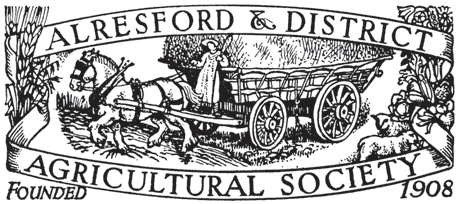 ALRESFORD & DISTRICT
AGRICULTURAL SOCIETY
FOUNDED 1908